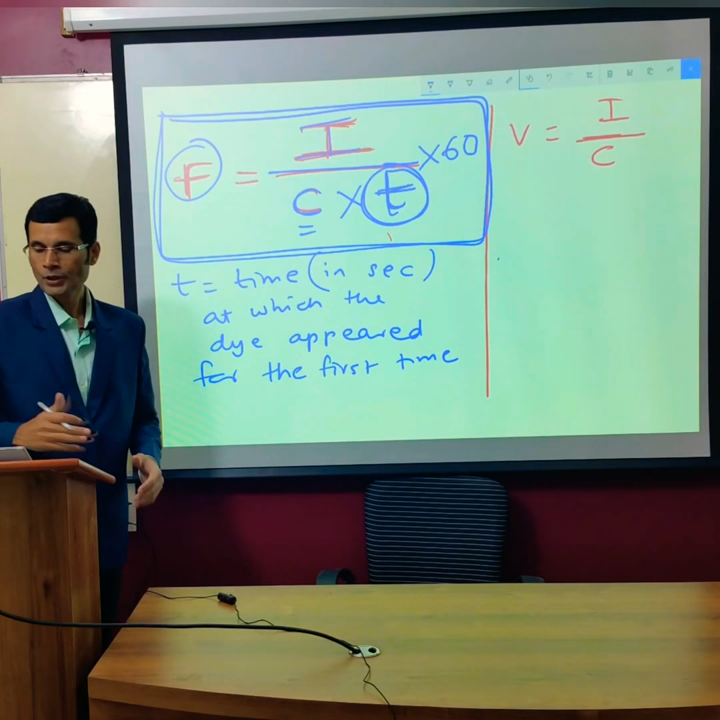 F = I / C × t × 60
V = I / C
t = time (in sec)
at which the
dye appeared
for the first time